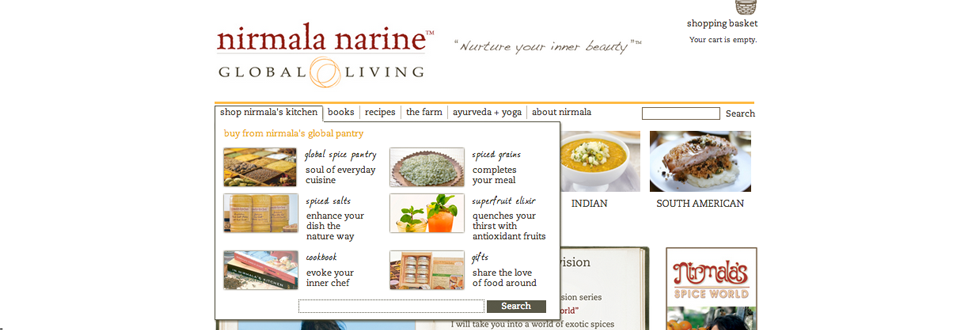 shopping basket
Your cart is empty.
nirmala narine™
"Nurture your inner beauty"™
GLOBAL LIVING
shop nirmala's kitchen books recipes the farm ayurveda + yoga about nirmala Search
buy from nirmala's global pantry
global spice pantry
soul of everyday
cuisine
spiced grains
completes
your meal
spiced salts
enhance your
dish the
nature way
superfruit elixir
quenches your
thirst with
antioxidant fruits
cookbook
evoke your
inner chef
gifts
share the love
of food around
Search
INDIAN
SOUTH AMERICAN
vision
sion series
orld"
I will take you into a world of exotic spices
Nirmala's
SPICE WORLD